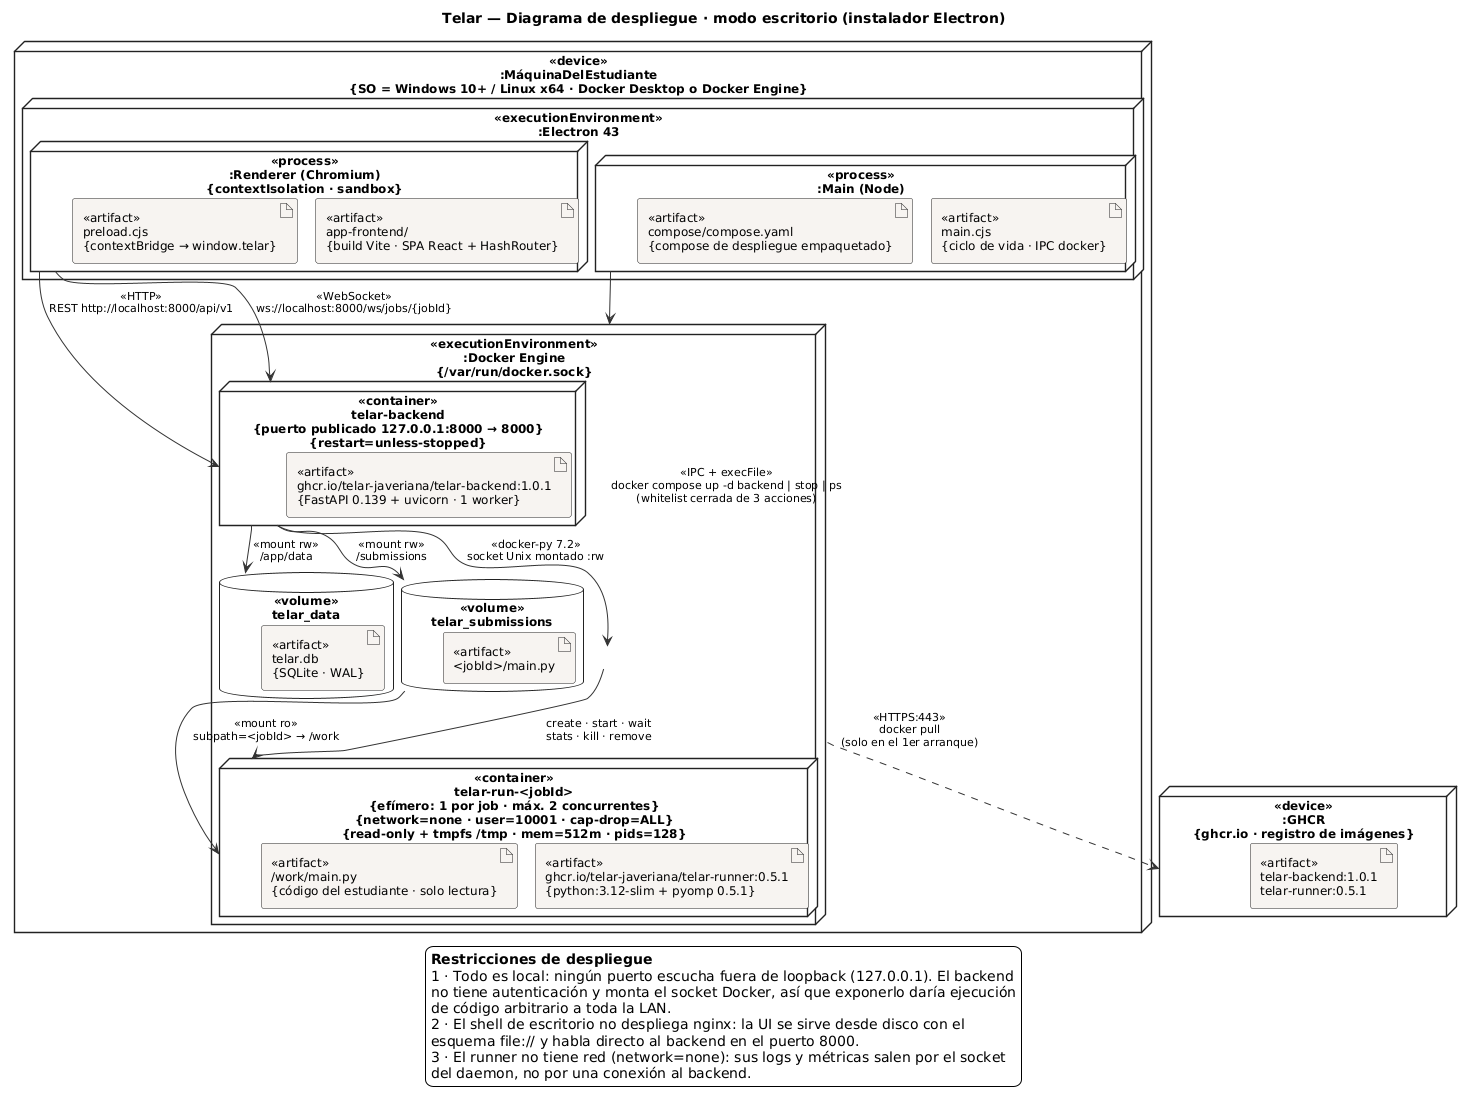 Telar — Diagrama de despliegue · modo escritorio (instalador Electron)
«device»
:MáquinaDelEstudiante
{SO = Windows 10+ / Linux x64 · Docker Desktop o Docker Engine}
«executionEnvironment»
:Electron 43
«process»
:Renderer (Chromium)
{contextIsolation · sandbox}
«artifact»
preload.cjs
{contextBridge → window.telar}
«artifact»
app-frontend/
{build Vite · SPA React + HashRouter}
«process»
:Main (Node)
«artifact»
compose/compose.yaml
{compose de despliegue empaquetado}
«artifact»
main.cjs
{ciclo de vida · IPC docker}
«HTTP»
REST http://localhost:8000/api/v1
«WebSocket»
ws://localhost:8000/ws/jobs/{jobId}
«executionEnvironment»
:Docker Engine
{/var/run/docker.sock}
«container»
telar-backend
{puerto publicado 127.0.0.1:8000 → 8000}
{restart=unless-stopped}
«artifact»
ghcr.io/telar-javeriana/telar-backend:1.0.1
{FastAPI 0.139 + uvicorn · 1 worker}
«IPC + execFile»
docker compose up -d backend | stop | ps
(whitelist cerrada de 3 acciones)
«mount rw»
/app/data
«mount rw»
/submissions
«docker-py 7.2»
socket Unix montado :rw
«volume»
telar_data
«artifact»
telar.db
{SQLite · WAL}
«volume»
telar_submissions
«artifact»
<jobId>/main.py
«mount ro»
subpath=<jobId> → /work
create · start · wait
stats · kill · remove
«HTTPS:443»
docker pull
(solo en el 1er arranque)
«container»
telar-run-<jobId>
{efímero: 1 por job · máx. 2 concurrentes}
{network=none · user=10001 · cap-drop=ALL}
{read-only + tmpfs /tmp · mem=512m · pids=128}
«artifact»
/work/main.py
{código del estudiante · solo lectura}
«artifact»
ghcr.io/telar-javeriana/telar-runner:0.5.1
{python:3.12-slim + pyomp 0.5.1}
«device»
:GHCR
{ghcr.io · registro de imágenes}
«artifact»
telar-backend:1.0.1
telar-runner:0.5.1
Restricciones de despliegue
1 · Todo es local: ningún puerto escucha fuera de loopback (127.0.0.1). El backend
no tiene autenticación y monta el socket Docker, así que exponerlo daría ejecución
de código arbitrario a toda la LAN.
2 · El shell de escritorio no despliega nginx: la UI se sirve desde disco con el
esquema file:// y habla directo al backend en el puerto 8000.
3 · El runner no tiene red (network=none): sus logs y métricas salen por el socket
del daemon, no por una conexión al backend.